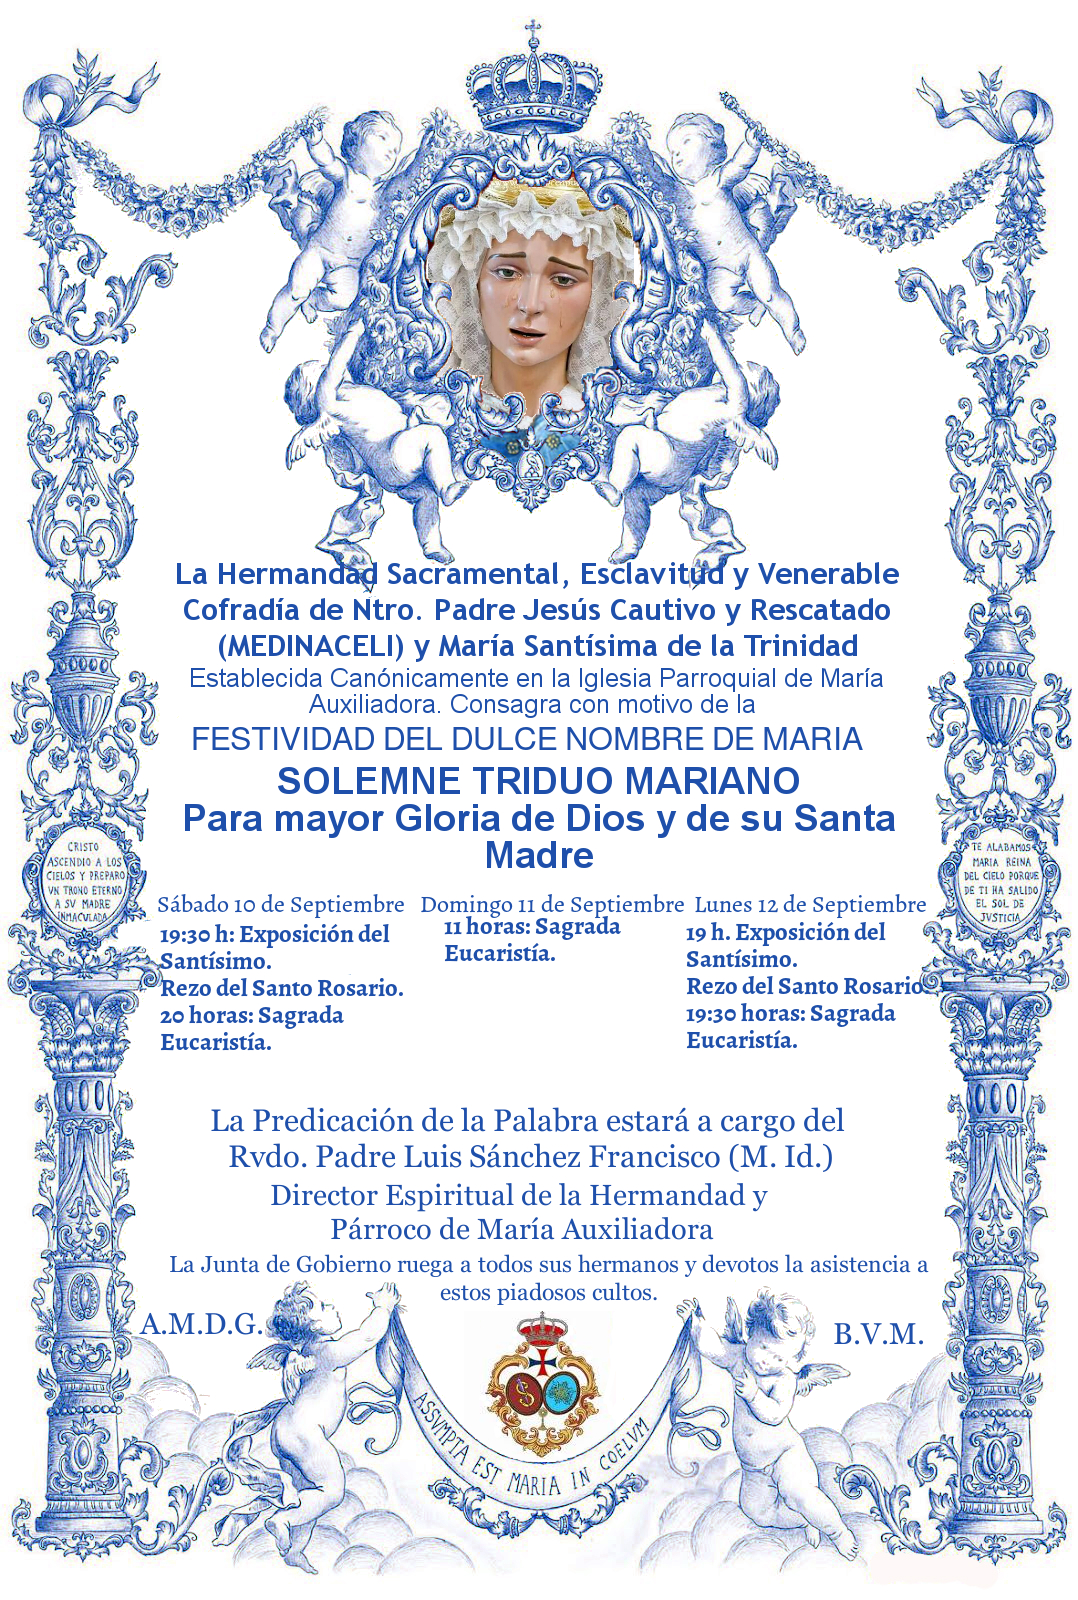 La Hermandad Sacramental, Esclavitud y Venerable
Cofradía de Ntro. Padre Jesús Cautivo y Rescatado
(MEDINACELI) y María Santísima de la Trinidad
Establecida Canónicamente en la Iglesia Parroquial de María
Auxiliadora. Consagra con motivo de la
FESTIVIDAD DEL DULCE NOMBRE DE MARIA
SOLEMNE TRIDUO MARIANO
Para mayor Gloria de Dios y de su Santa
Madre
CRISTO
ASCENDIO A LOS
CIELOS Y PREPARO
VN TRONO ETERNO
A SU MADRE
INMACULADA
TE ALABAMOS
MARIA REINA
DEL CIELO PORQUE
DE TI HA SALIDO
EL SOL DE
JVSTICIA
Sábado 10 de Septiembre
19:30 h: Exposición del
Santísimo.
Rezo del Santo Rosario.
20 horas: Sagrada
Eucaristía.
Domingo 11 de Septiembre
11 horas: Sagrada
Eucaristía.
Lunes 12 de Septiembre
19 h. Exposición del
Santísimo.
Rezo del Santo Rosario.
19:30 horas: Sagrada
Eucaristía.
La Predicación de la Palabra estará a cargo del
Rvdo. Padre Luis Sánchez Francisco (M. Id.)
Director Espiritual de la Hermandad y
Párroco de María Auxiliadora
La Junta de Gobierno ruega a todos sus hermanos y devotos la asistencia a
estos piadosos cultos.
A.M.D.G.
B.V.M.
ASSVMPTA EST MARIA IN COELVM